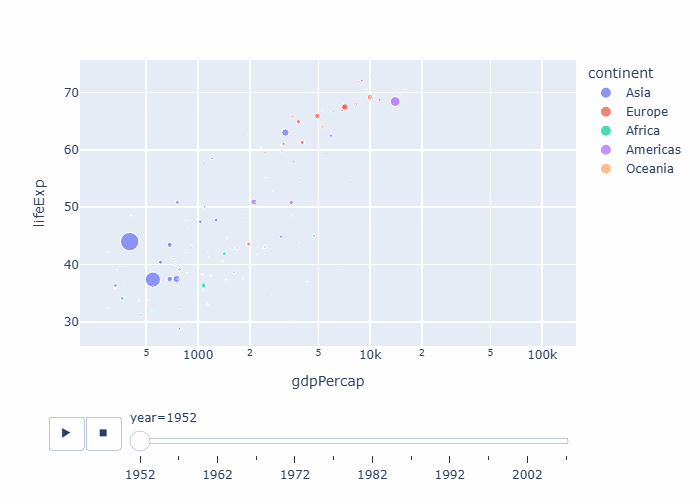 continent
Asia
Europe
Africa
Americas
Oceania
lifeExp
70
60
50
40
30
5 1000 2 5 10k 2 5 100k
gdpPercap
year=1952
1952 1962 1972 1982 1992 2002